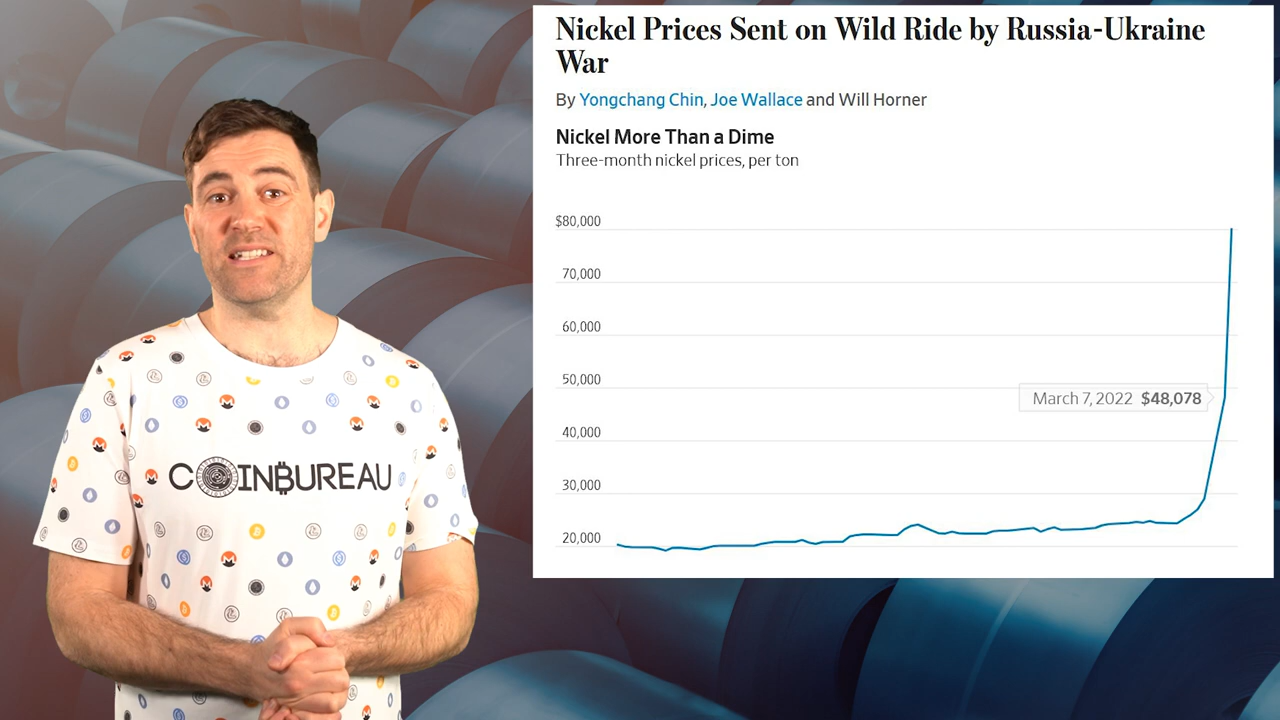 Nickel Prices Sent on Wild Ride by Russia-Ukraine
War
By Yongchang Chin, Joe Wallace and Will Horner
Nickel More Than a Dime
Three-month nickel prices, per ton
$80,000
70,000
60,000
50,000
March 7, 2022 $48,078
40,000
30,000
20,000
COINBUREAU